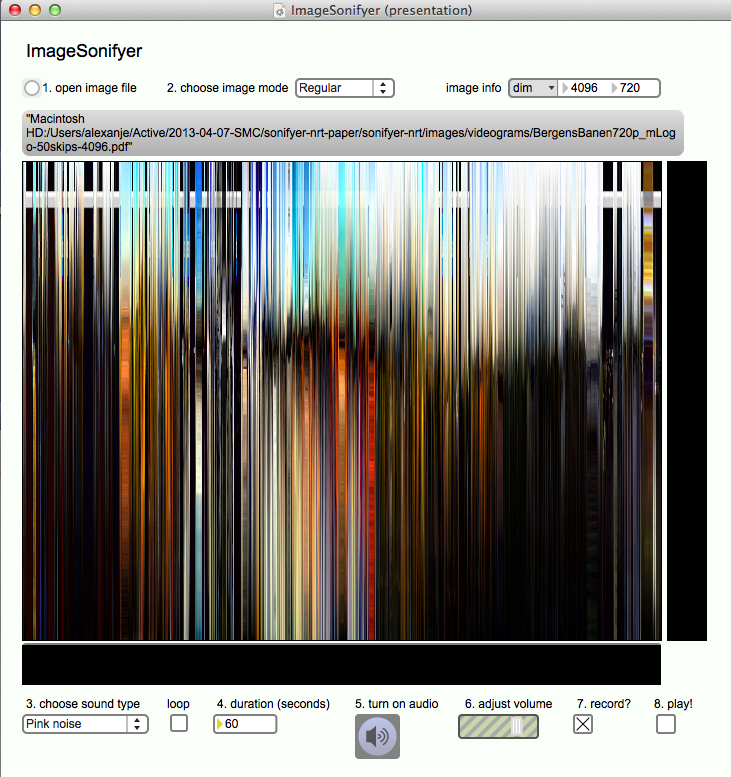 ImageSonifyer (presentation)
ImageSonifyer
1. open image file 2. choose image mode Regular image info dim 4096 720
"Macintosh
HD:/Users/alexanje/Active/2013-04-07-SMC/sonifyer-nrt-paper/sonifyer-nrt/images/videograms/BergensBanen720p_mLog
o-50skips-4096.pdf"
3. choose sound type loop 4. duration (seconds) 5. turn on audio 6. adjust volume 7. record? 8. play!
Pink noise 60